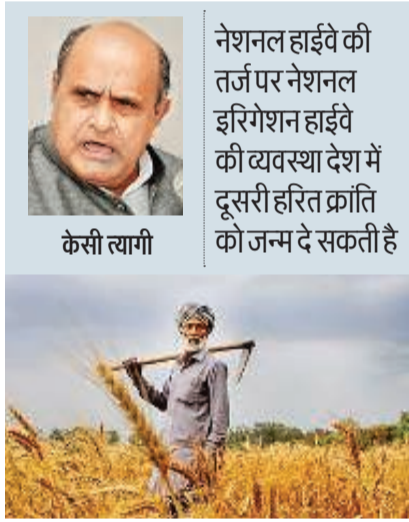 केसी त्यागी
नेशनल हाईवे की
तर्ज पर नेशनल
इरिगेशन हाईवे
की व्यवस्था देश में
दूसरी हरित क्रांति
को जन्म दे सकती है